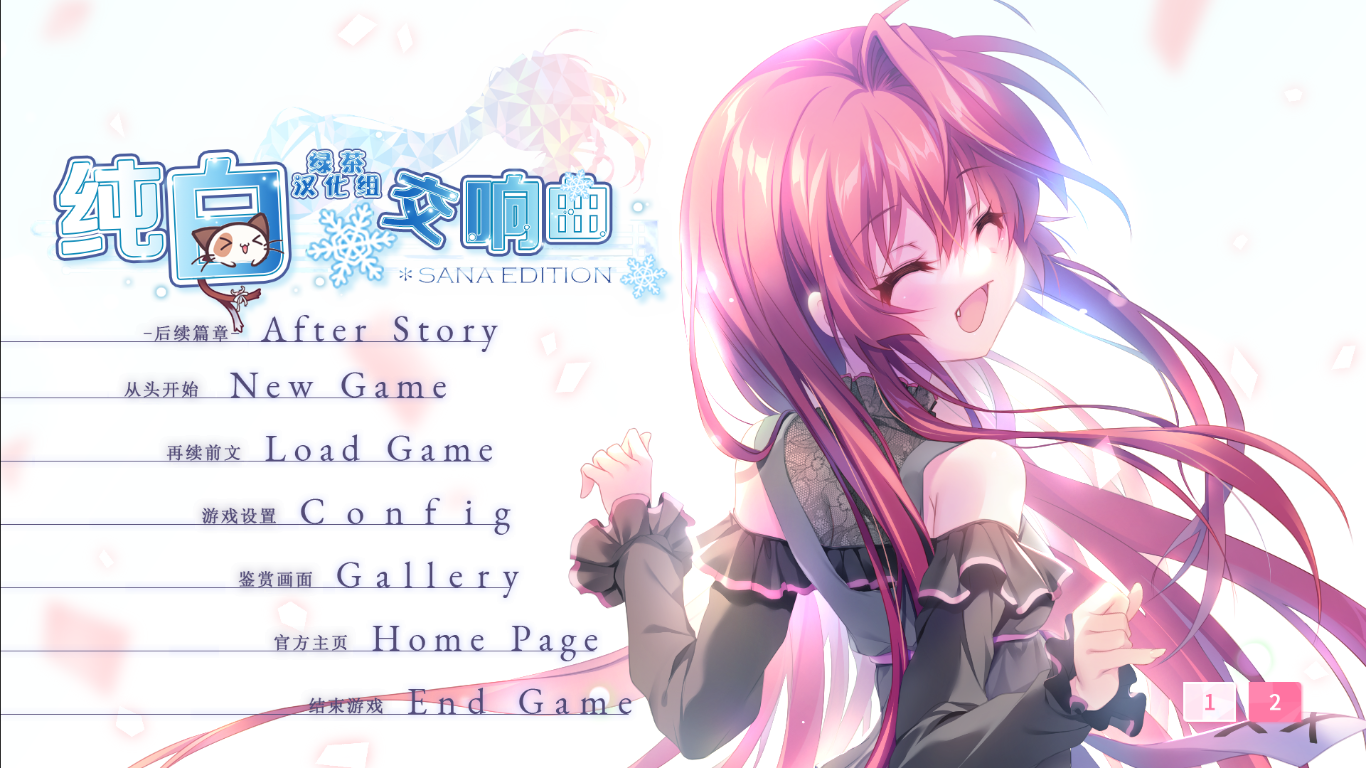 纯白交响曲
绿茶
汉化组
*SANA EDITION
-后续篇章- After Story
从头开始 New Game
再续前文 Load Game
游戏设置 Config
鉴赏画面 Gallery
官方主页 Home Page
结束游戏 End Game
1 2